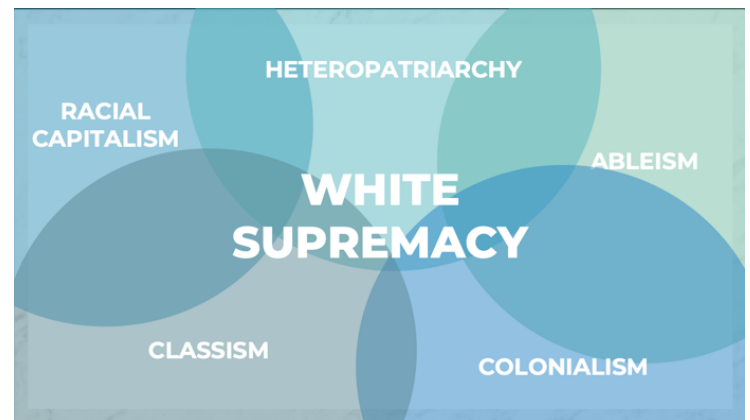 HETEROPATRIARCHY
RACIAL
CAPITALISM
ABLEISM
WHITE
SUPREMACY
CLASSISM
COLONIALISM